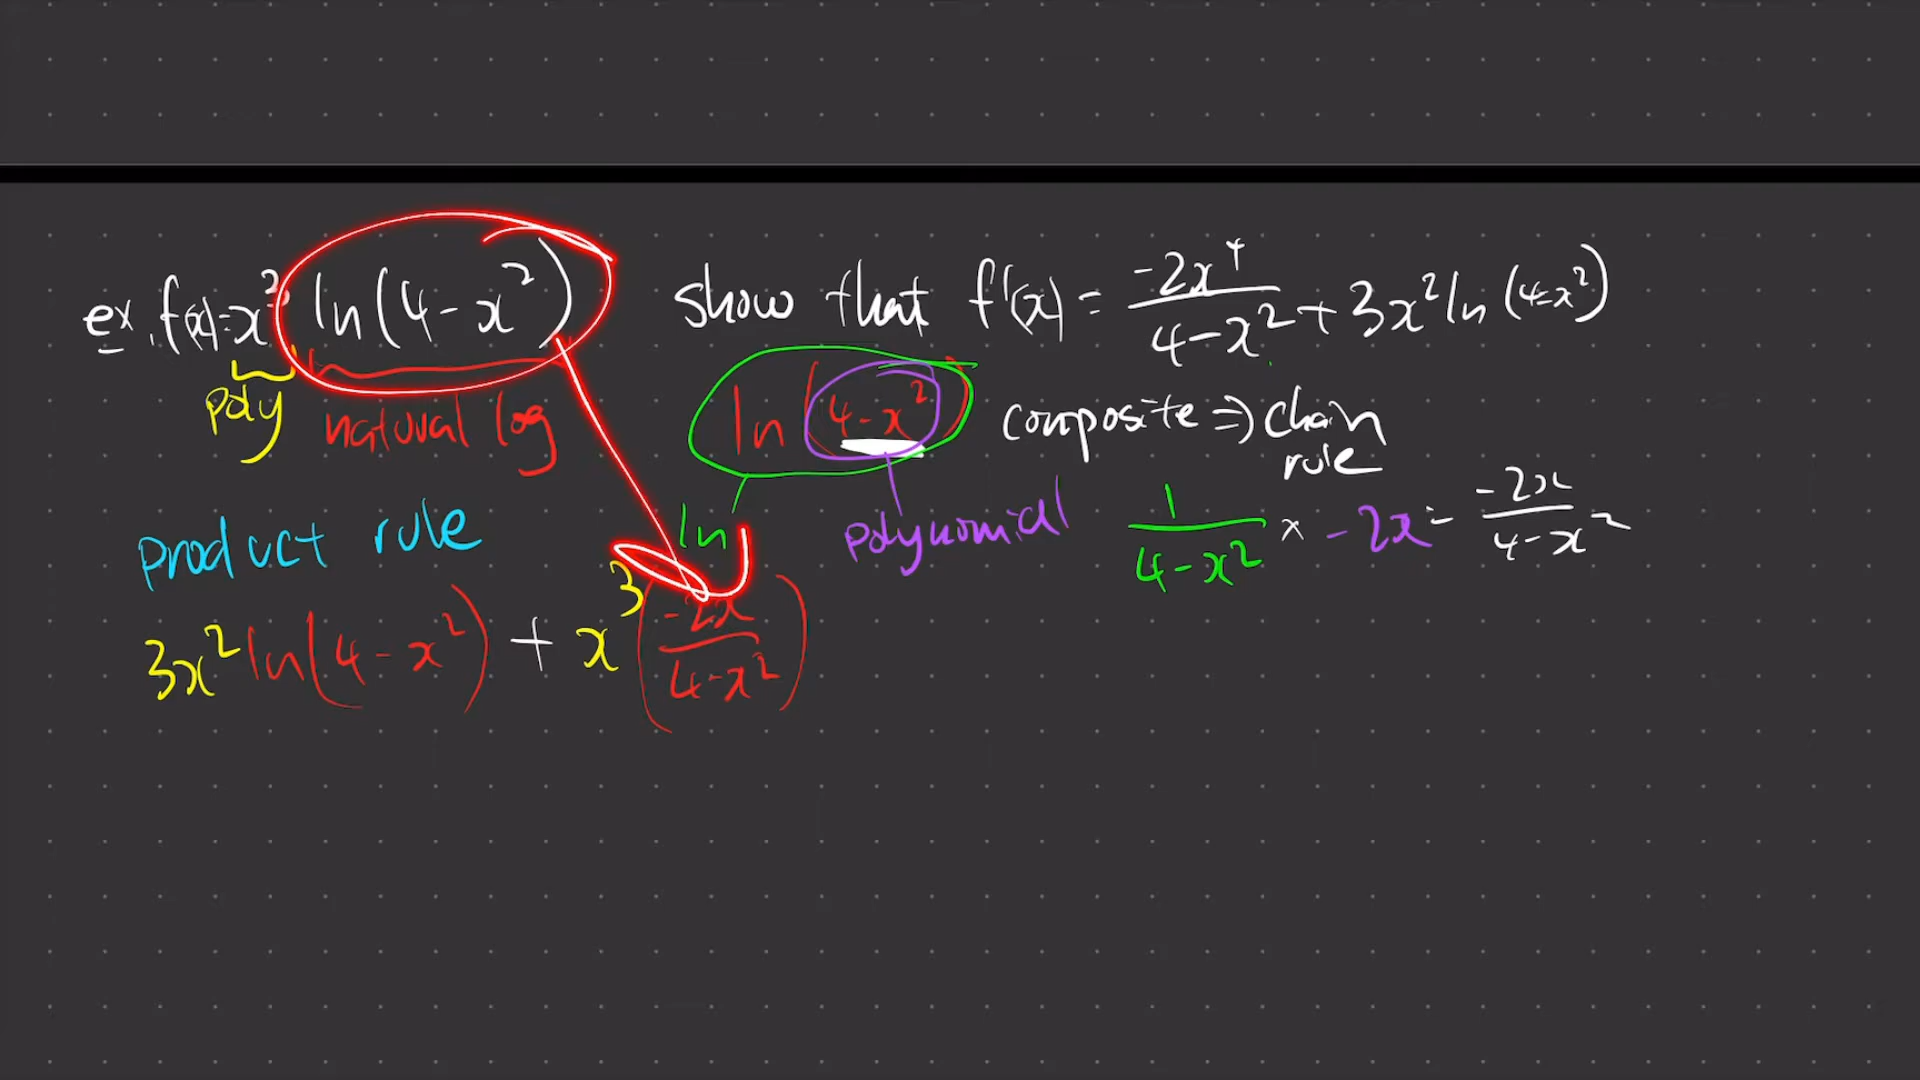 ex. f(x)=x³ ln(4-x²) show that f'(x) = -2x⁴/(4-x²) + 3x² ln(4-x²)
poly natural log
ln(4-x²) composite ⇒ chain rule
ln polynomial
1/(4-x²) × -2x = -2x/(4-x²)
product rule
3x² ln(4-x²) + x³(-2x/(4-x²))